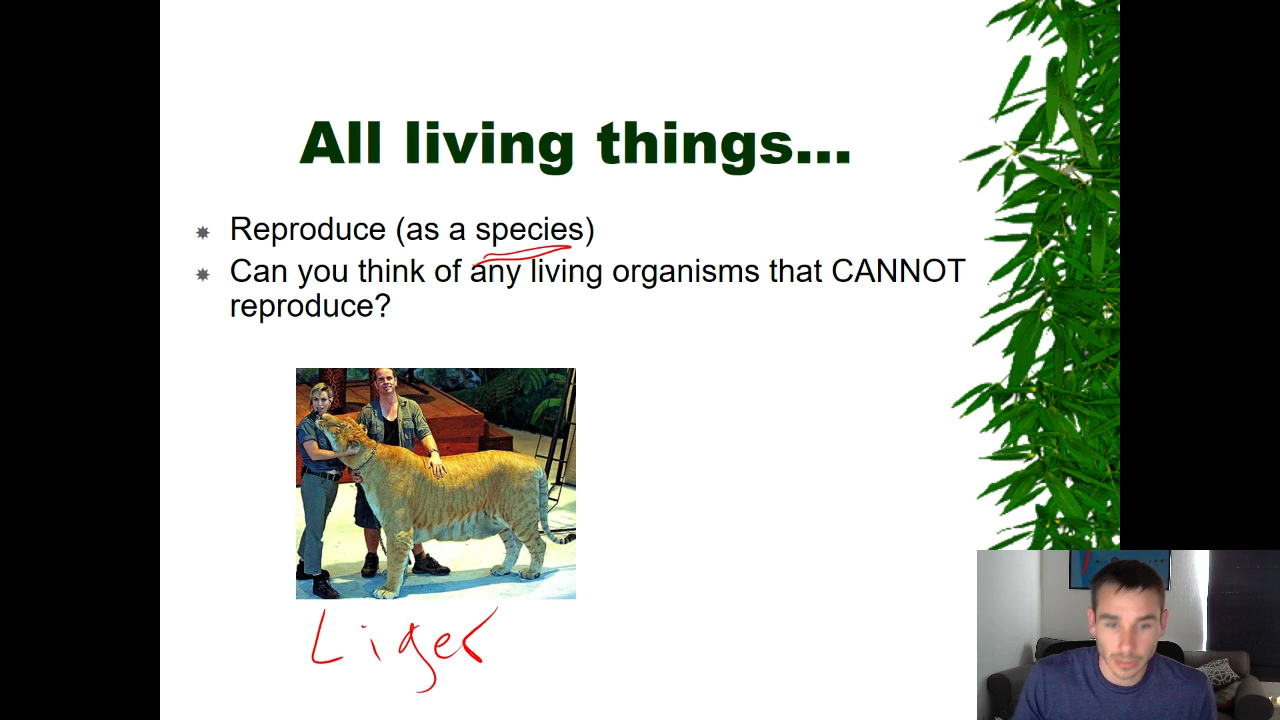 All living things...
Reproduce (as a species)
Can you think of any living organisms that CANNOT
reproduce?
Liger